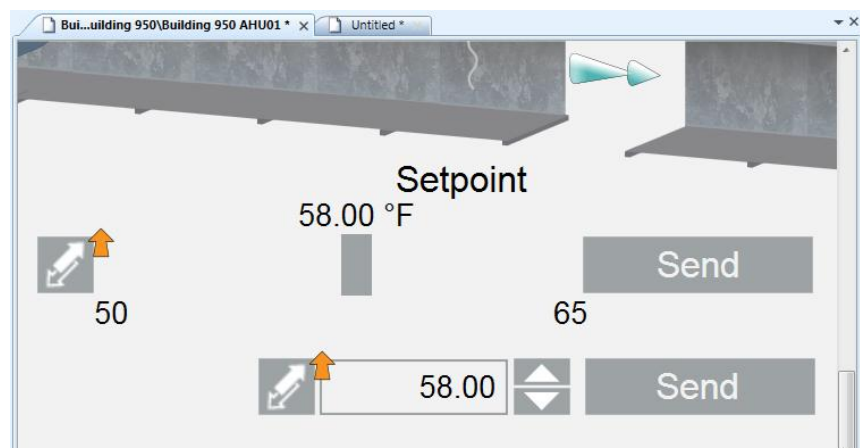 Bui...uilding 950\Building 950 AHU01 * Untitled *
Setpoint
58.00 °F
Send
50 65
58.00 Send